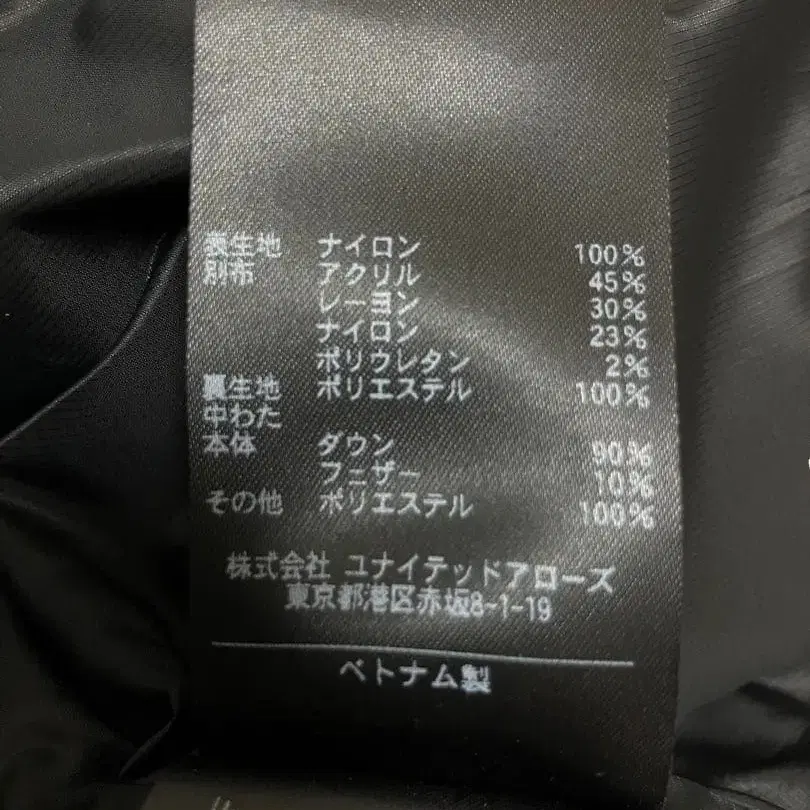 表生地 ナイロン 100%
別布 アクリル 45%
レーヨン 30%
ナイロン 23%
ポリウレタン 2%
裏生地 ポリエステル 100%
中わた
本体 ダウン 90%
フェザー 10%
その他 ポリエステル 100%
株式会社 ユナイテッドアローズ
東京都港区赤坂8-1-19
ベトナム製